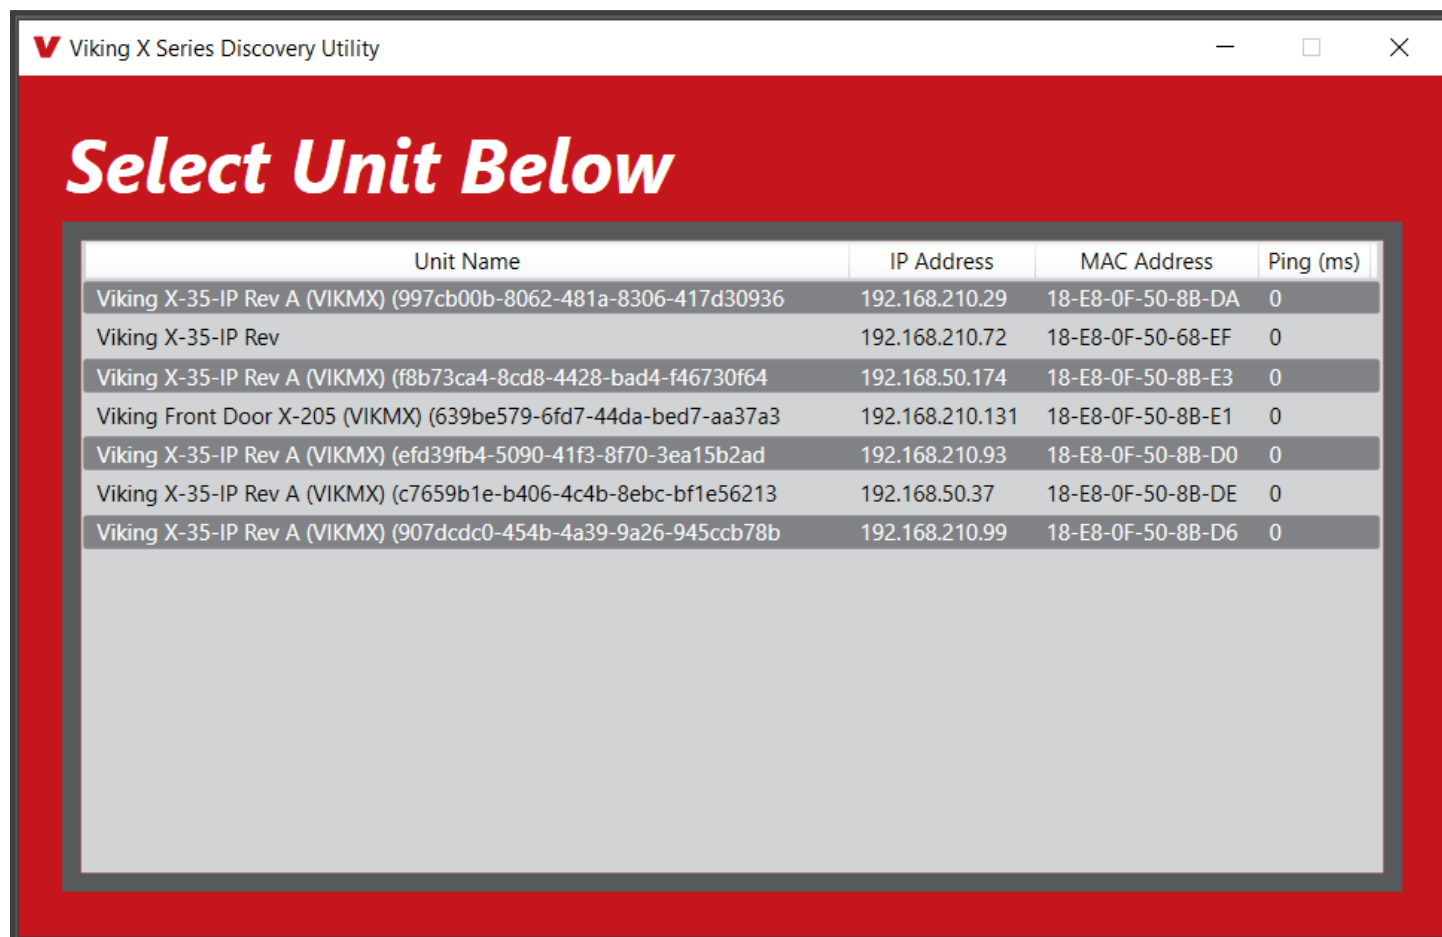 Viking X Series Discovery Utility
Select Unit Below
Unit Name IP Address MAC Address Ping (ms)
Viking X-35-IP Rev A (VIKMX) (997cb00b-8062-481a-8306-417d30936 192.168.210.29 18-E8-0F-50-8B-DA 0
Viking X-35-IP Rev 192.168.210.72 18-E8-0F-50-68-EF 0
Viking X-35-IP Rev A (VIKMX) (f8b73ca4-8cd8-4428-bad4-f46730f64 192.168.50.174 18-E8-0F-50-8B-E3 0
Viking Front Door X-205 (VIKMX) (639be579-6fd7-44da-bed7-aa37a3 192.168.210.131 18-E8-0F-50-8B-E1 0
Viking X-35-IP Rev A (VIKMX) (efd39fb4-5090-41f3-8f70-3ea15b2ad 192.168.210.93 18-E8-0F-50-8B-D0 0
Viking X-35-IP Rev A (VIKMX) (c7659b1e-b406-4c4b-8ebc-bf1e56213 192.168.50.37 18-E8-0F-50-8B-DE 0
Viking X-35-IP Rev A (VIKMX) (907dcdc0-454b-4a39-9a26-945ccb78b 192.168.210.99 18-E8-0F-50-8B-D6 0